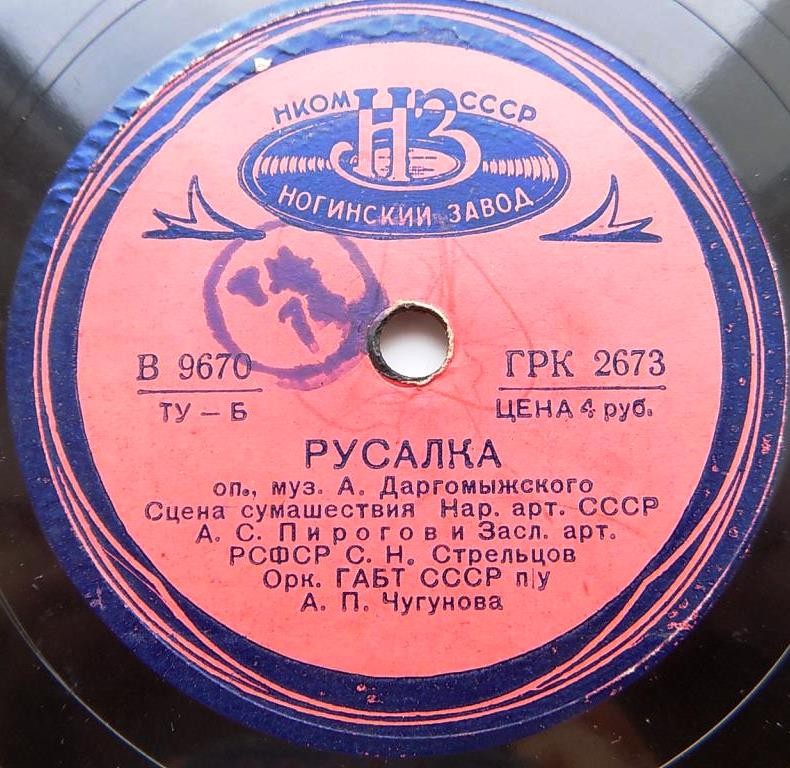 НКОМ НЗ СССР
НОГИНСКИЙ ЗАВОД
В 9670
ГРК 2673
ТУ — Б
ЦЕНА 4 руб.
РУСАЛКА
оп., муз. А. Даргомыжского
Сцена сумашествия Нар. арт. СССР
А. С. Пирогов и Засл. арт.
РСФСР С. Н. Стрельцов
Орк. ГАБТ СССР п/у
А. П. Чугунова